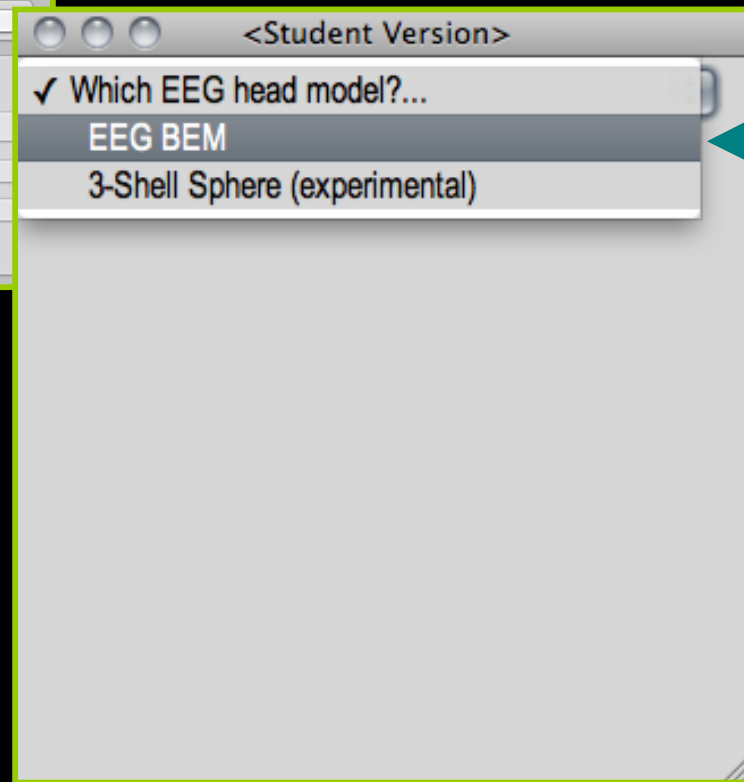 <Student Version>
✓ Which EEG head model?...
EEG BEM
3-Shell Sphere (experimental)